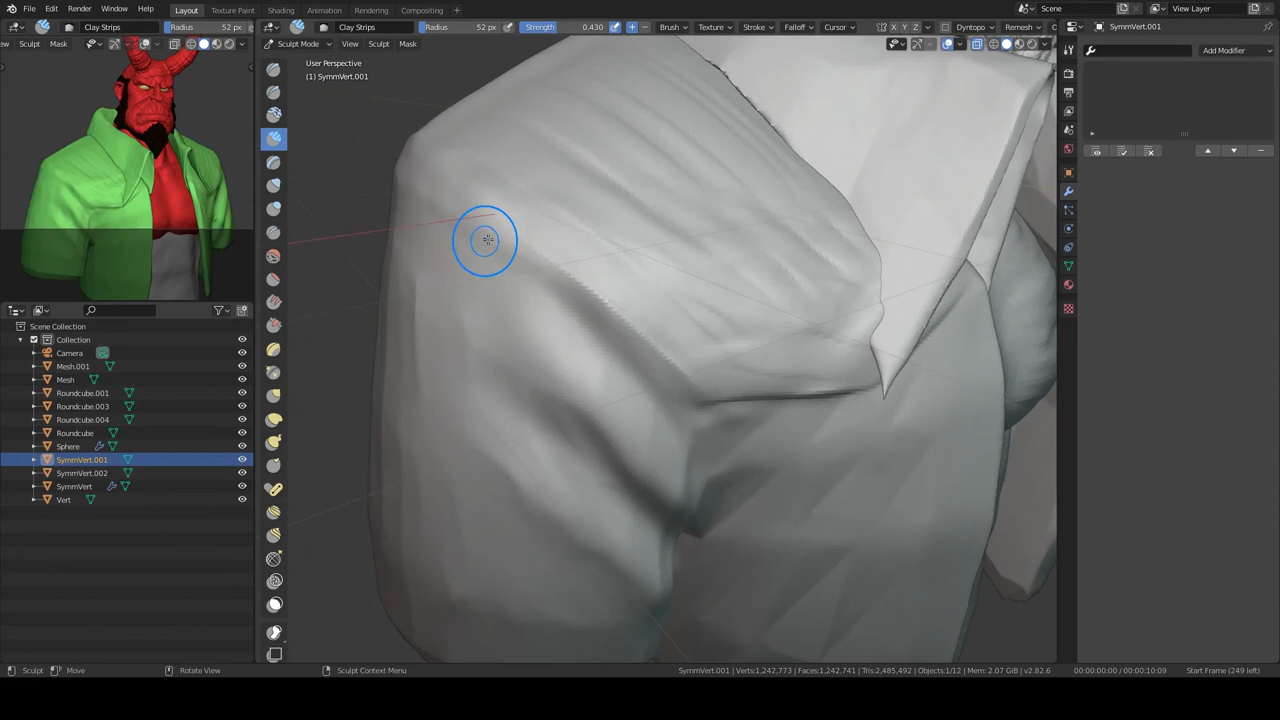 File Edit Render Window Help Layout Texture Paint Shading Animation Rendering Compositing + Scene View Layer
Clay Strips Radius 52 px Clay Strips Radius 52 px Strength 0.430 Brush Texture Stroke Falloff Cursor X Y Z Dyntopo Remesh SymmVert.001
Sculpt Mask Sculpt Mode View Sculpt Mask Add Modifier
User Perspective
(1) SymmVert.001
Scene Collection
Collection
Camera
Mesh.001
Mesh
Roundcube.001
Roundcube.003
Roundcube.004
Roundcube
Sphere
SymmVert.001
SymmVert.002
SymmVert
Vert
Sculpt Move Rotate View Sculpt Context Menu SymmVert.001 | Verts:1,242,773 | Faces:1,242,741 | Tris:2,485,492 | Objects:1/12 | Mem: 2.07 GiB | v2.82.6 00:00:00:00 / 00:00:10:09 Start Frame (249 left)